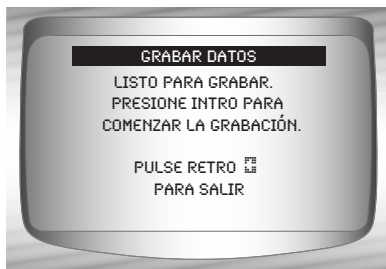 GRABAR DATOS
LISTO PARA GRABAR.
PRESIONE INTRO PARA
COMENZAR LA GRABACIÓN.
PULSE RETRO
PARA SALIR